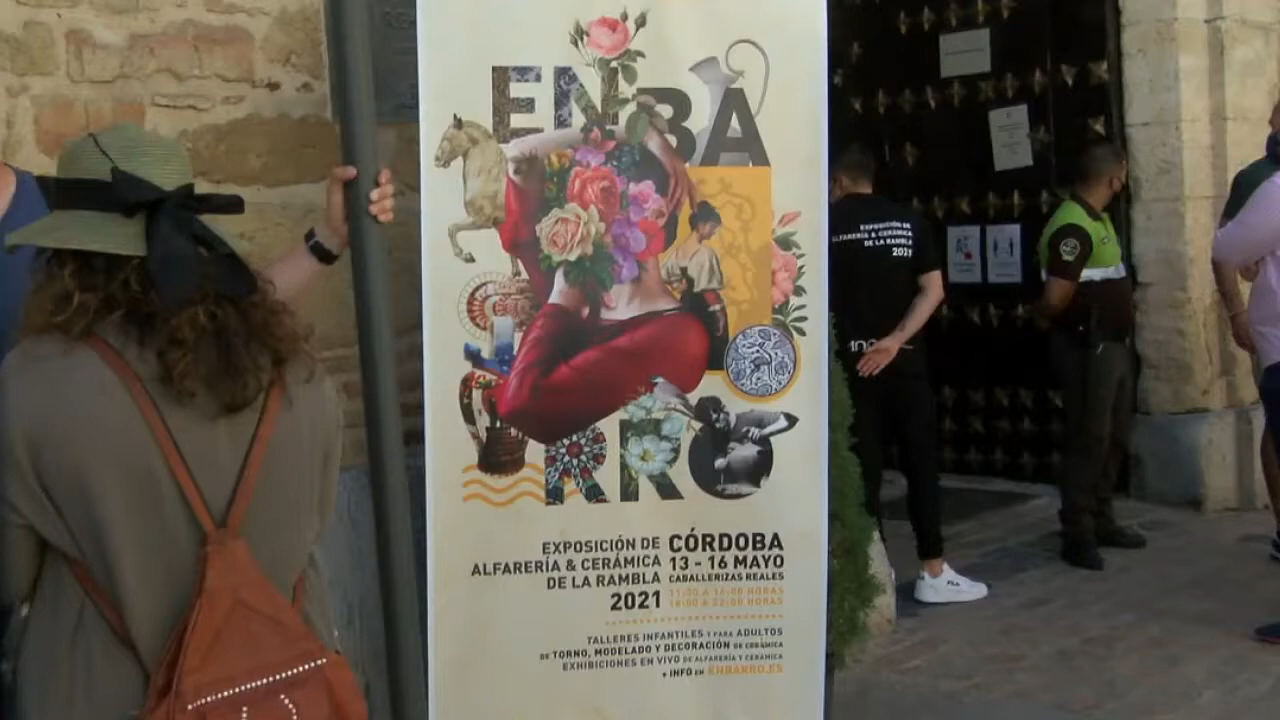 ENBA
RRO
EXPOSICIÓN DE
ALFARERÍA & CERÁMICA
DE LA RAMBLA
2021
CÓRDOBA
13 - 16 MAYO
CABALLERIZAS REALES
11:30 A 14:00 HORAS
18:00 A 22:00 HORAS
TALLERES INFANTILES Y PARA ADULTOS
DE TORNO, MODELADO Y DECORACIÓN DE CERÁMICA
EXHIBICIONES EN VIVO DE ALFARERÍA Y CERÁMICA
+ INFO EN ENBARRO.ES
EXPOSICIÓN DE
ALFARERÍA & CERÁMICA
DE LA RAMBLA
2021
FILA